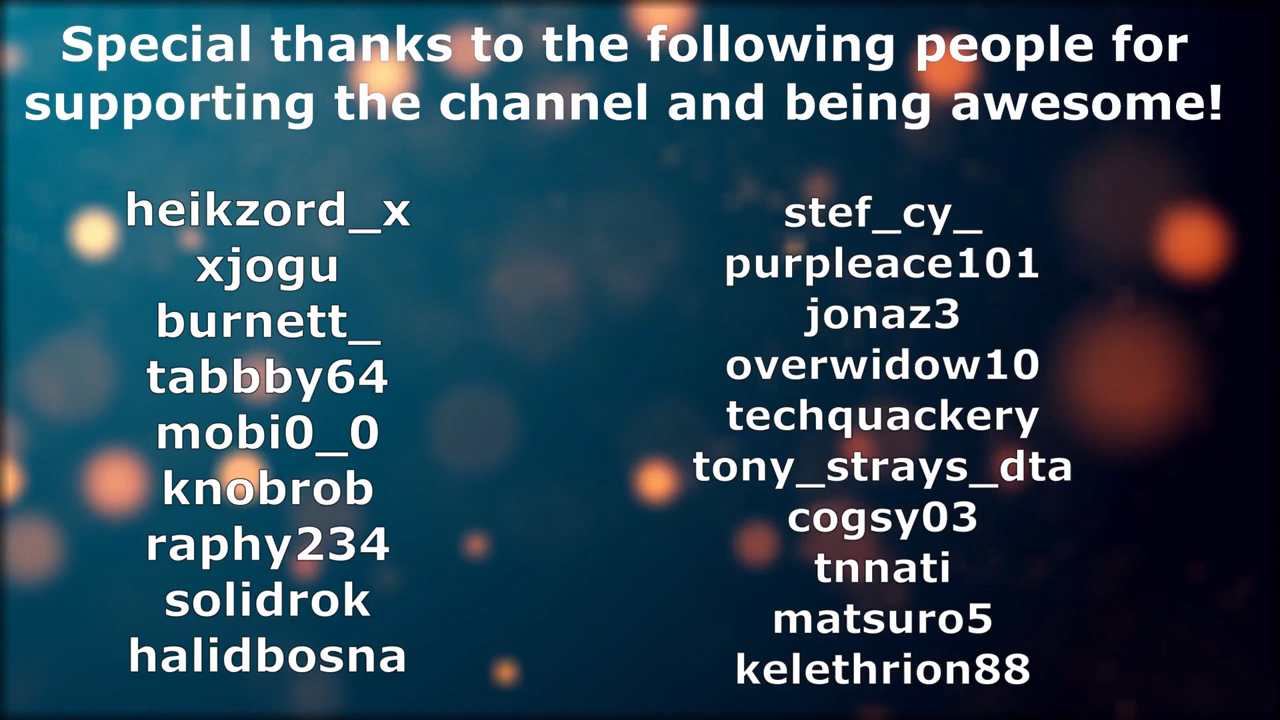 Special thanks to the following people for
supporting the channel and being awesome!
heikzord_x
xjogu
burnett_
tabbby64
mobi0_0
knobrob
raphy234
solidrok
halidbosna
stef_cy_
purpleace101
jonaz3
overwidow10
techquackery
tony_strays_dta
cogsy03
tnnati
matsuro5
kelethrion88